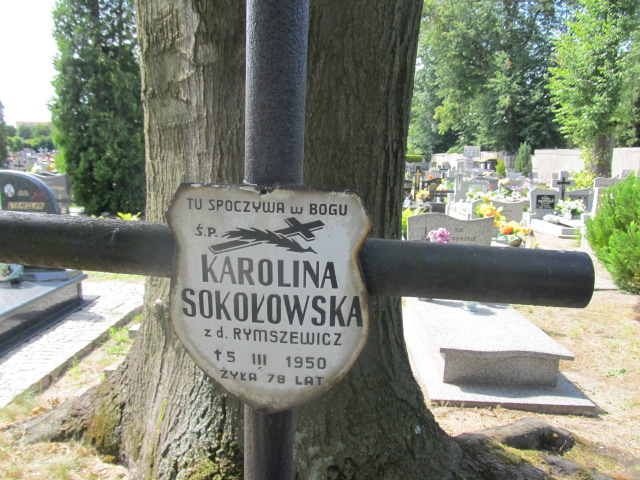 TU SPOCZYWA W BOGU
Ś.P.
KAROLINA
SOKOŁOWSKA
z d. RYMSZEWICZ
† 5 III 1950
ŻYŁA 78 LAT